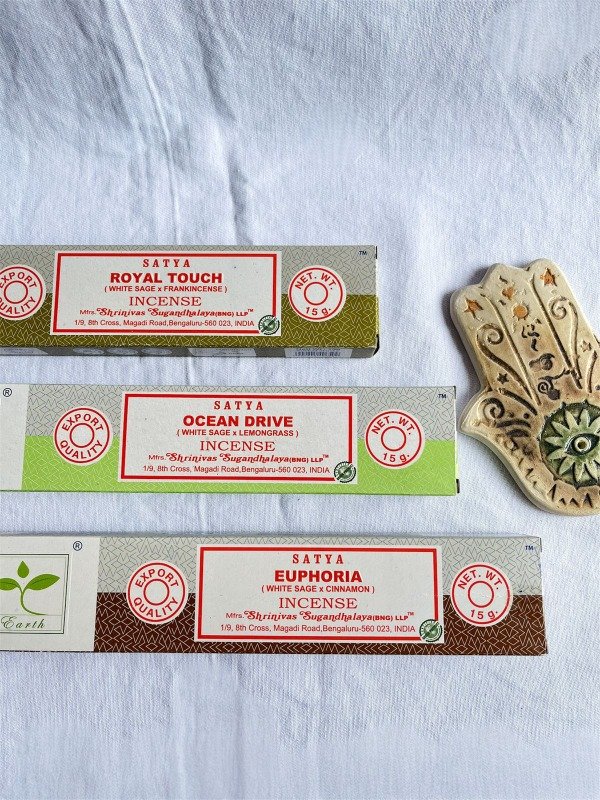 EXPORT QUALITY
SATYA
ROYAL TOUCH
( WHITE SAGE x FRANKINCENSE )
INCENSE
Mfrs. Shrinivas Sugandhalaya (BNG) LLP™
1/9, 8th Cross, Magadi Road, Bengaluru-560 023, INDIA
NET. WT. 15 g.
™
®
EXPORT QUALITY
SATYA
OCEAN DRIVE
( WHITE SAGE x LEMONGRASS )
INCENSE
Mfrs. Shrinivas Sugandhalaya (BNG) LLP™
1/9, 8th Cross, Magadi Road, Bengaluru-560 023, INDIA
NET. WT. 15 g.
™
Earth
®
EXPORT QUALITY
SATYA
EUPHORIA
( WHITE SAGE x CINNAMON )
INCENSE
Mfrs. Shrinivas Sugandhalaya (BNG) LLP™
1/9, 8th Cross, Magadi Road, Bengaluru-560 023, INDIA
NET. WT. 15 g.
™